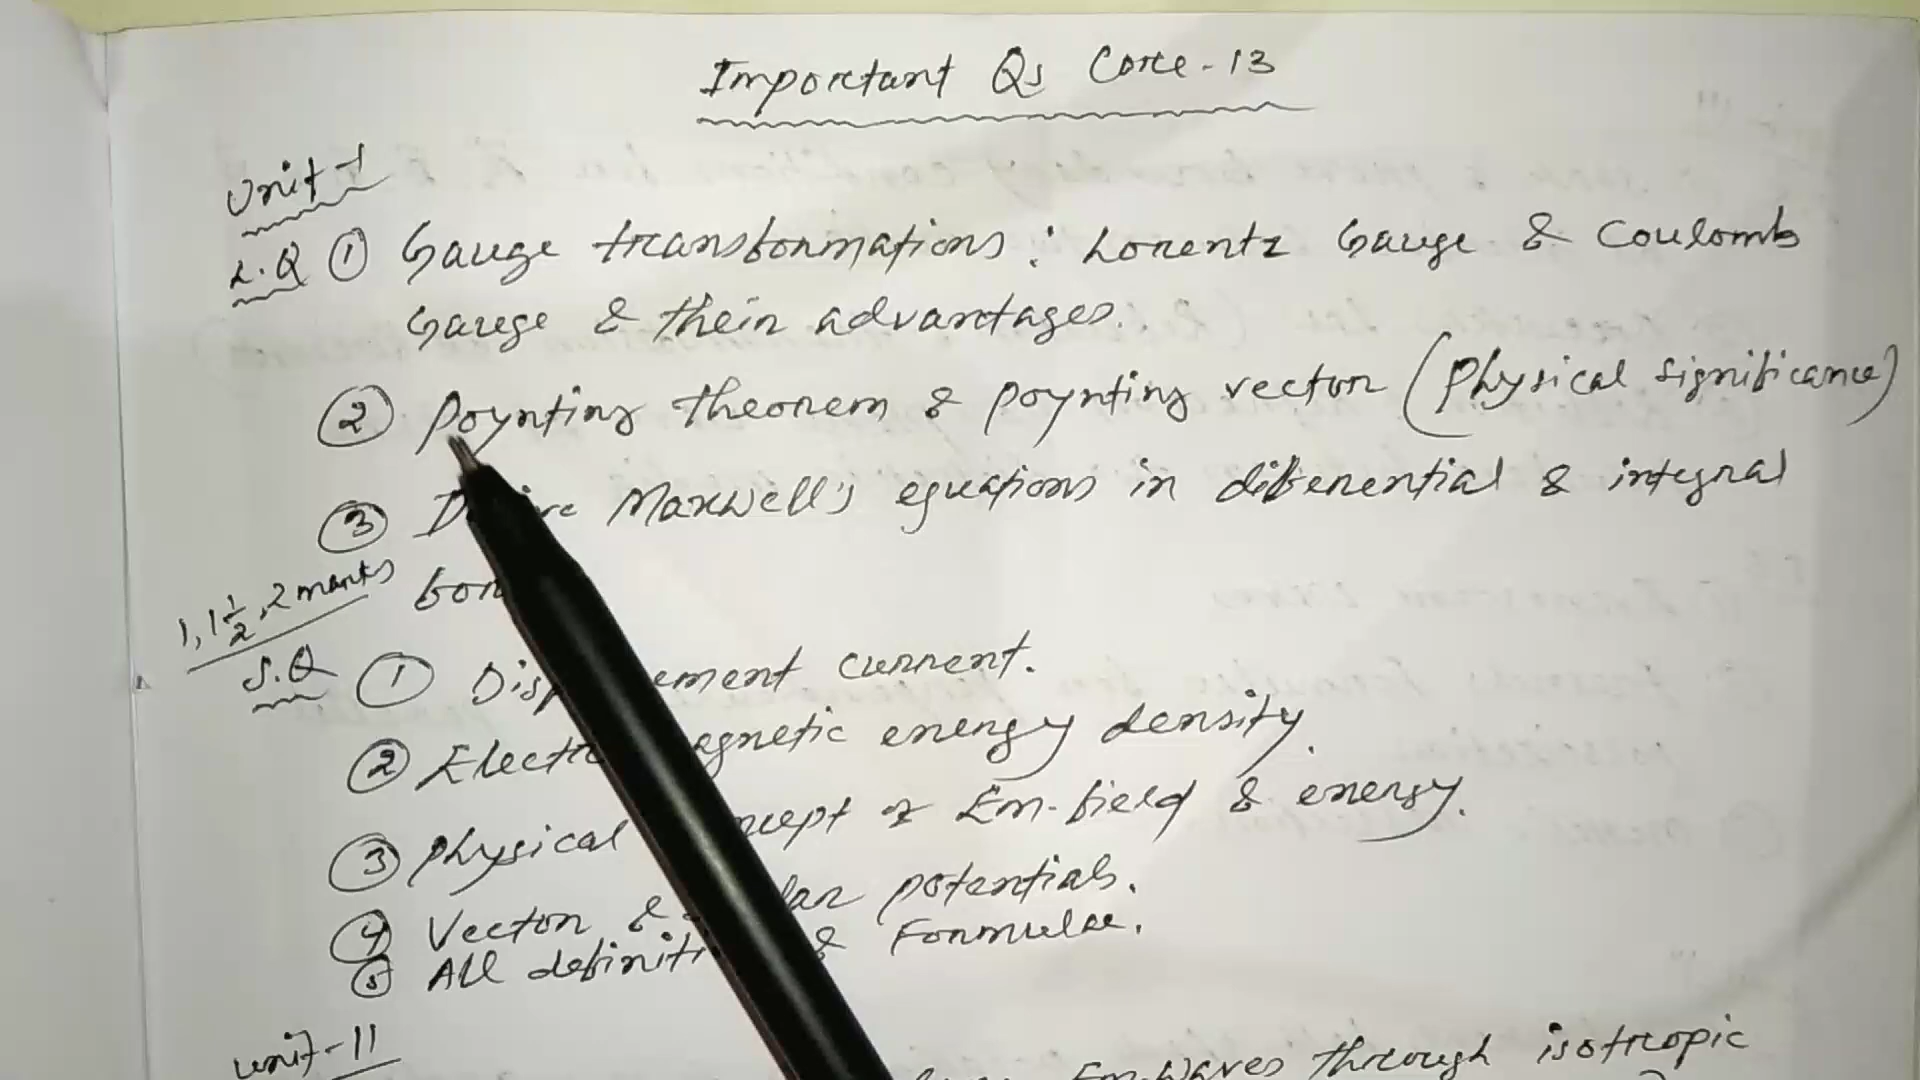 Important Qs Core-13
Unit-I
L.Q ① Gauge transformations: Lorentz Gauge & Coulomb
Gauge & their advantages.
② Poynting theorem & poynting vector (Physical significance)
③ Maxwell's equations in differential & integral
1, 1 1/2, 2 marks
S.Q ① current.
② energy density.
③ Physical of Em-field & energy.
④ Vector & potentials.
⑤ All & Formulae.
Unit-II
Em-waves through isotropic